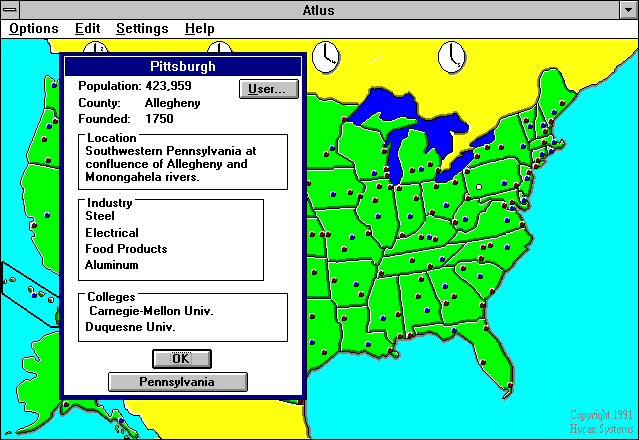 Atlus
Options Edit Settings Help
Pittsburgh
Population: 423,959
User...
County: Allegheny
Founded: 1750
Location
Southwestern Pennsylvania at
confluence of Allegheny and
Monongahela rivers.
Industry
Steel
Electrical
Food Products
Aluminum
Colleges
Carnegie-Mellon Univ.
Duquesne Univ.
OK
Pennsylvania
Copyright 1991
Hyrax Systems